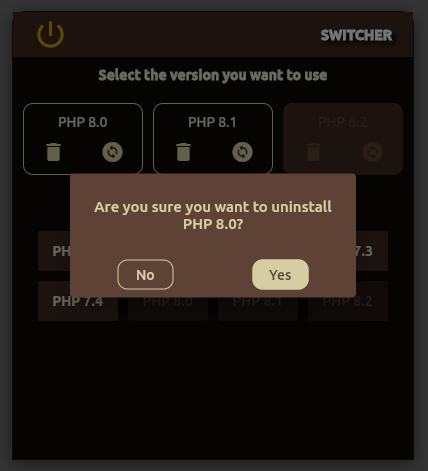 SWITCHER
Select the version you want to use
PHP 8.0
PHP 8.1
PHP 8.2
Are you sure you want to uninstall
PHP 8.0?
No
Yes
PHP
7.3
PHP 7.4
PHP 8.0
PHP 8.1
PHP 8.2